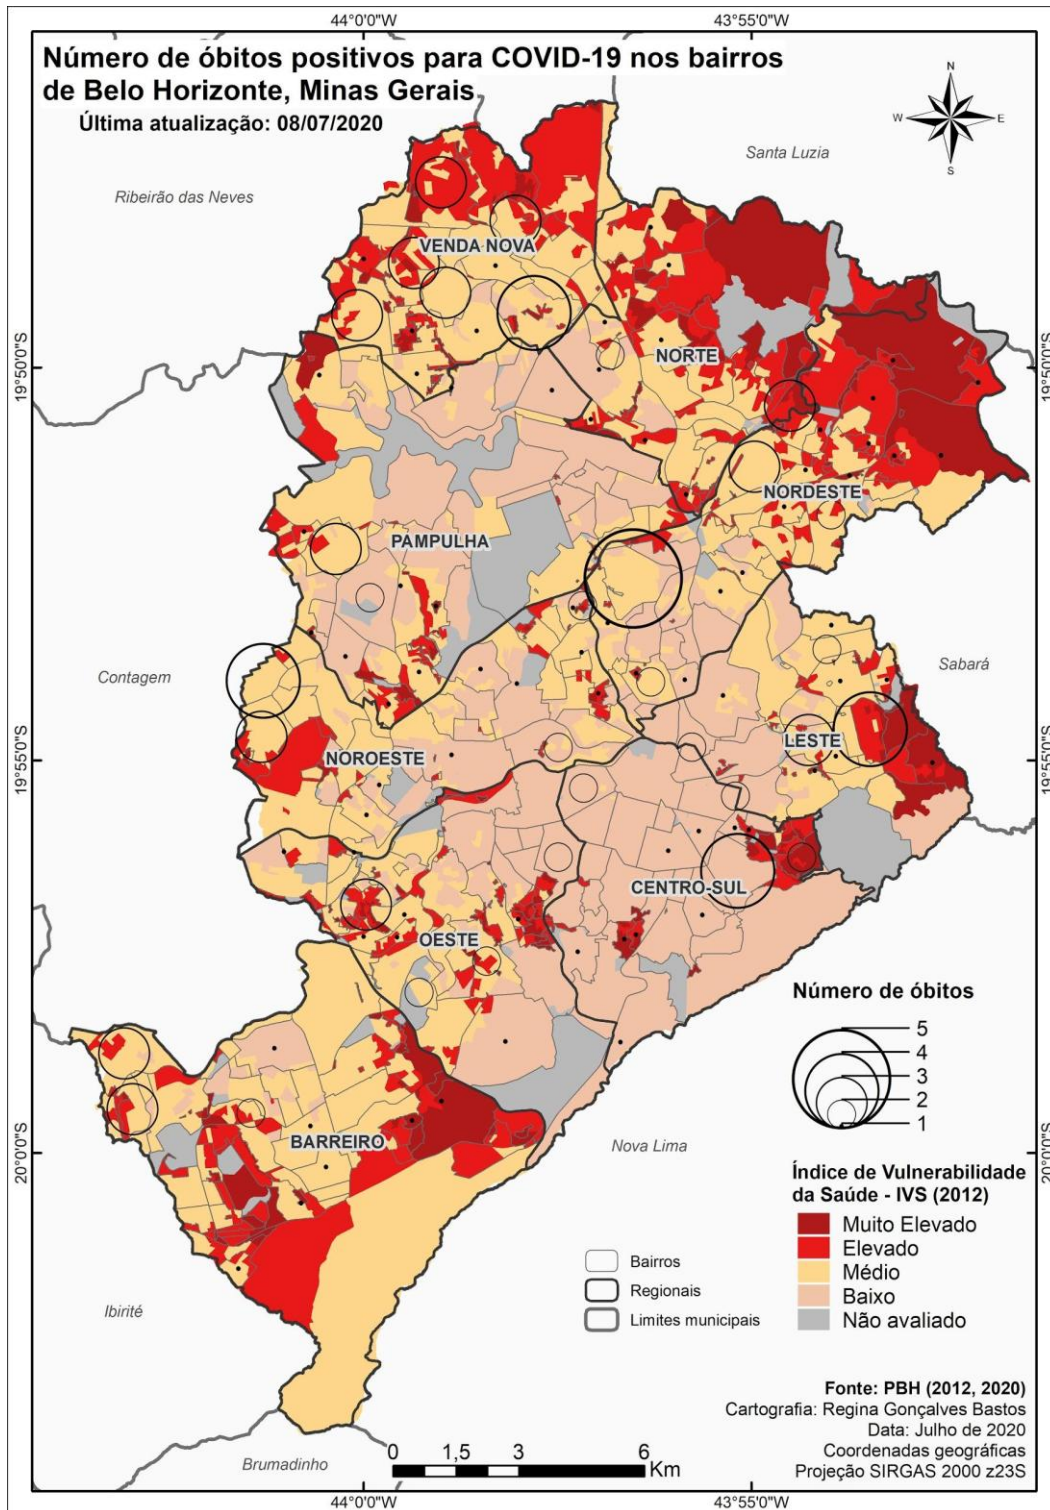 44°0'0"W
43°55'0"W
Número de óbitos positivos para COVID-19 nos bairros
de Belo Horizonte, Minas Gerais
Última atualização: 08/07/2020
N
W
E
S
Santa Luzia
Ribeirão das Neves
VENDA NOVA
NORTE
19°50'0"S
19°50'0"S
NORDESTE
PAMPULHA
Contagem
Sabará
LESTE
NOROESTE
19°55'0"S
19°55'0"S
CENTRO-SUL
OESTE
Número de óbitos
5
4
3
2
1
BARREIRO
Nova Lima
20°0'0"S
20°0'0"S
Índice de Vulnerabilidade
da Saúde - IVS (2012)
Muito Elevado
Elevado
Médio
Baixo
Não avaliado
Bairros
Regionais
Limites municipais
Ibirité
Fonte: PBH (2012, 2020)
Cartografia: Regina Gonçalves Bastos
Data: Julho de 2020
Coordenadas geográficas
Projeção SIRGAS 2000 z23S
0 1,5 3 6
Km
Brumadinho
44°0'0"W
43°55'0"W